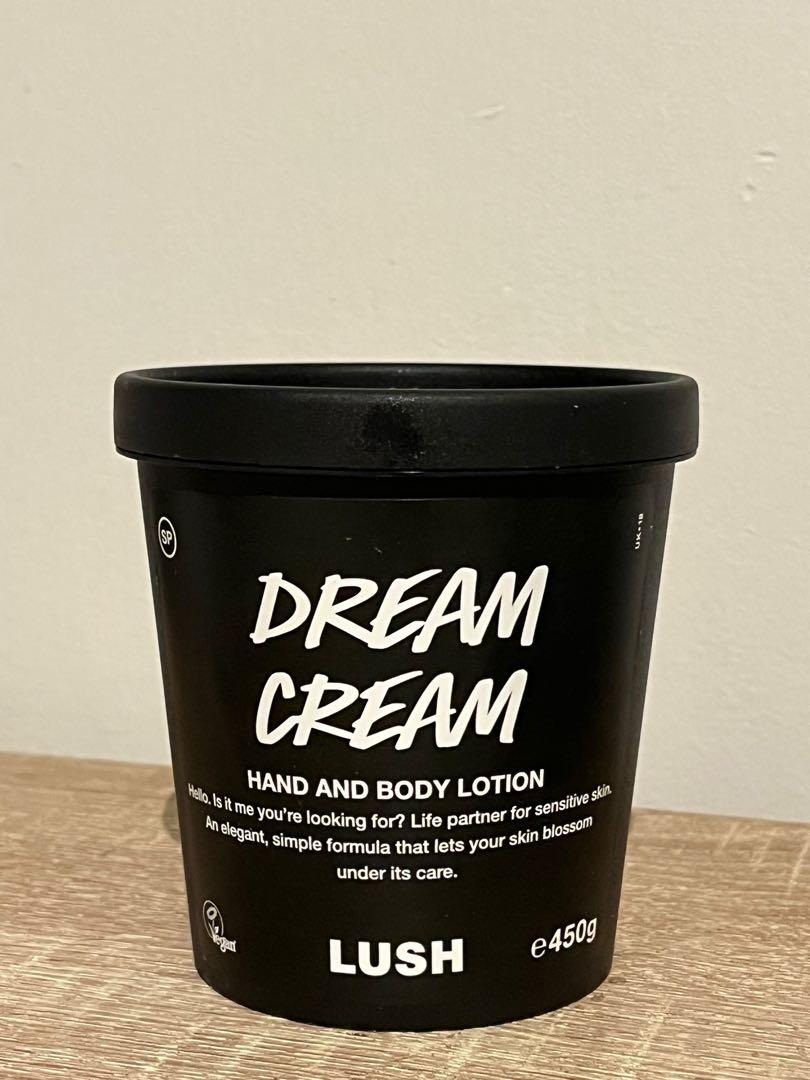 SP
UK+18
DREAM
CREAM
HAND AND BODY LOTION
Hello. Is it me you're looking for? Life partner for sensitive skin.
An elegant, simple formula that lets your skin blossom
under its care.
Vegan
LUSH
℮450g